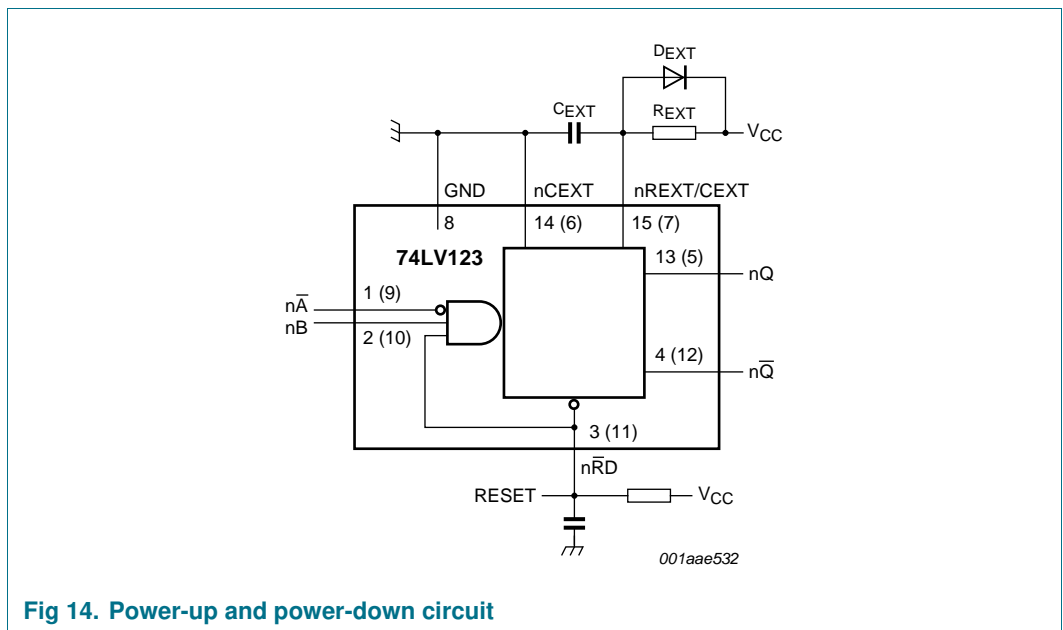 DEXT
CEXT
REXT
VCC
GND
nCEXT
nREXT/CEXT
8
14 (6)
15 (7)
74LV123
13 (5)
nQ
1 (9)
nA̅
nB
2 (10)
4 (12)
nQ̅
3 (11)
nR̅D
RESET
VCC
001aae532
Fig 14. Power-up and power-down circuit